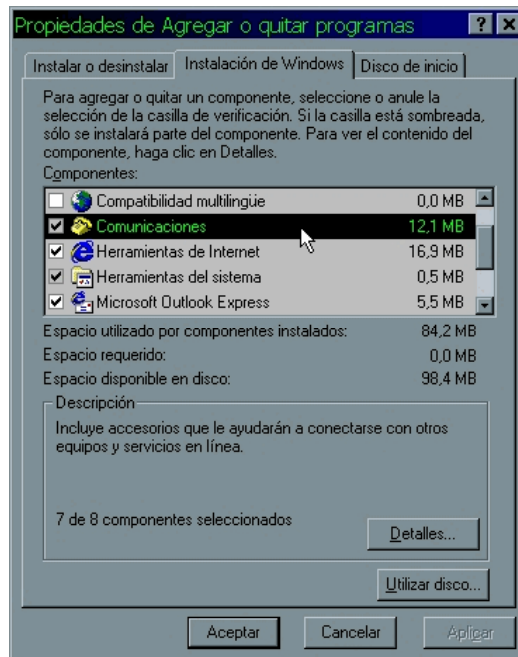 Propiedades de Agregar o quitar programas
Instalar o desinstalar Instalación de Windows Disco de inicio
Para agregar o quitar un componente, seleccione o anule la
selección de la casilla de verificación. Si la casilla está sombreada,
sólo se instalará parte del componente. Para ver el contenido del
componente, haga clic en Detalles.
Componentes:
Compatibilidad multilingüe 0,0 MB
Comunicaciones 12,1 MB
Herramientas de Internet 16,9 MB
Herramientas del sistema 0,5 MB
Microsoft Outlook Express 5,5 MB
Espacio utilizado por componentes instalados: 84,2 MB
Espacio requerido: 0,0 MB
Espacio disponible en disco: 98,4 MB
Descripción
Incluye accesorios que le ayudarán a conectarse con otros
equipos y servicios en línea.
7 de 8 componentes seleccionados
Detalles...
Utilizar disco...
Aceptar Cancelar Aplicar